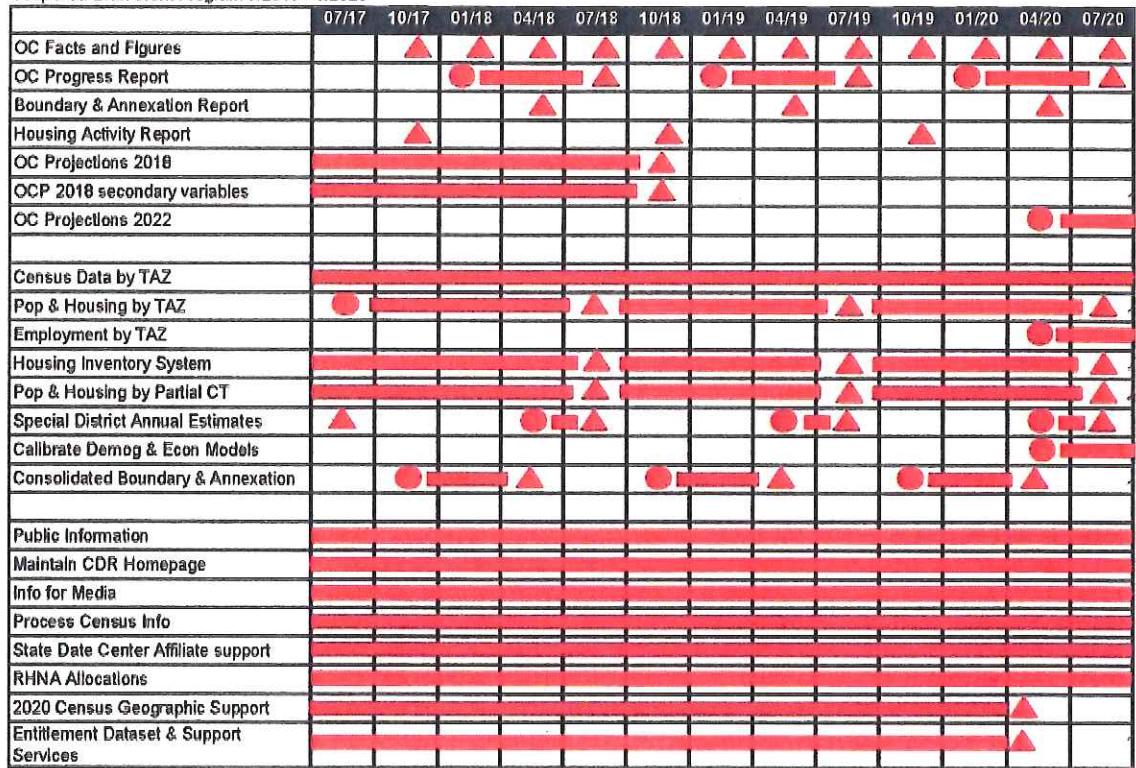 07/17 10/17 01/18 04/18 07/18 10/18 01/19 04/19 07/19 10/19 01/20 04/20 07/20
OC Facts and Figures
OC Progress Report
Boundary & Annexation Report
Housing Activity Report
OC Projections 2018
OCP 2018 secondary variables
OC Projections 2022
Census Data by TAZ
Pop & Housing by TAZ
Employment by TAZ
Housing Inventory System
Pop & Housing by Partial CT
Special District Annual Estimates
Calibrate Demog & Econ Models
Consolidated Boundary & Annexation
Public Information
Maintain CDR Homepage
Info for Media
Process Census Info
State Date Center Affiliate support
RHNA Allocations
2020 Census Geographic Support
Entitlement Dataset & Support
Services